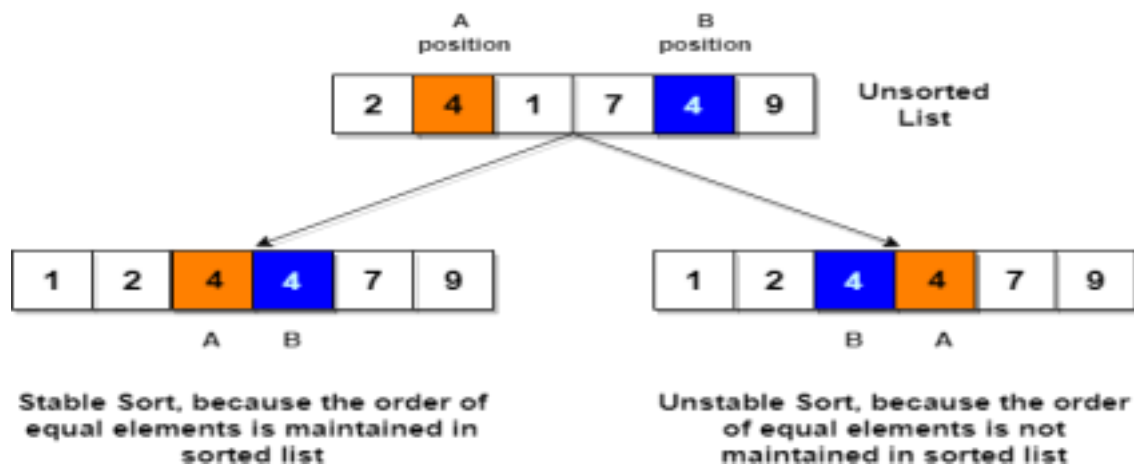 A position B position
2 4 1 7 4 9
Unsorted List
1 2 4 4 7 9
1 2 4 4 7 9
A B
B A
Stable Sort, because the order of
equal elements is maintained in
sorted list
Unstable Sort, because the order
of equal elements is not
maintained in sorted list